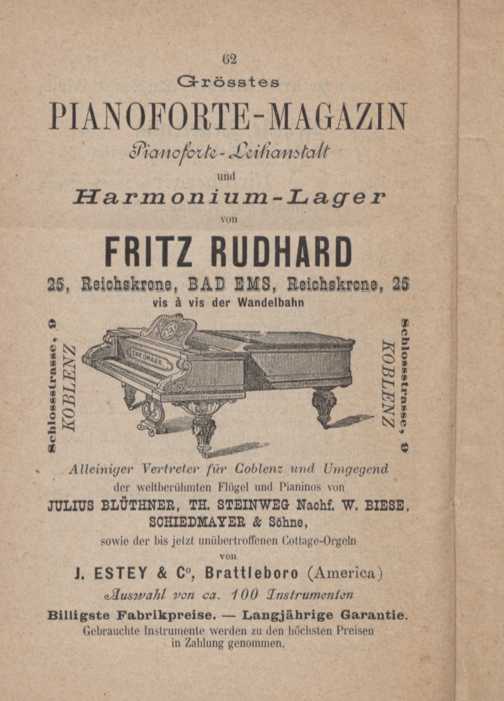 62
Grösstes
PIANOFORTE-MAGAZIN
Pianoforte-Leihanstalt
und
Harmonium-Lager
von
FRITZ RUDHARD
25, Reichskrone, BAD EMS, Reichskrone, 25
vis à vis der Wandelbahn
Schlossstrasse, 9
KOBLENZ
KOBLENZ
Schlossstrasse, 9
Alleiniger Vertreter für Coblenz und Umgegend
der weltberühmten Flügel und Pianinos von
JULIUS BLÜTHNER, TH. STEINWEG Nachf. W. BIESE,
SCHIEDMAYER & Söhne,
sowie der bis jetzt unübertroffenen Cottage-Orgeln
von
J. ESTEY & Cº, Brattleboro (America)
Auswahl von ca. 100 Instrumenten
Billigste Fabrikpreise. — Langjährige Garantie.
Gebrauchte Instrumente werden zu den höchsten Preisen
in Zahlung genommen.